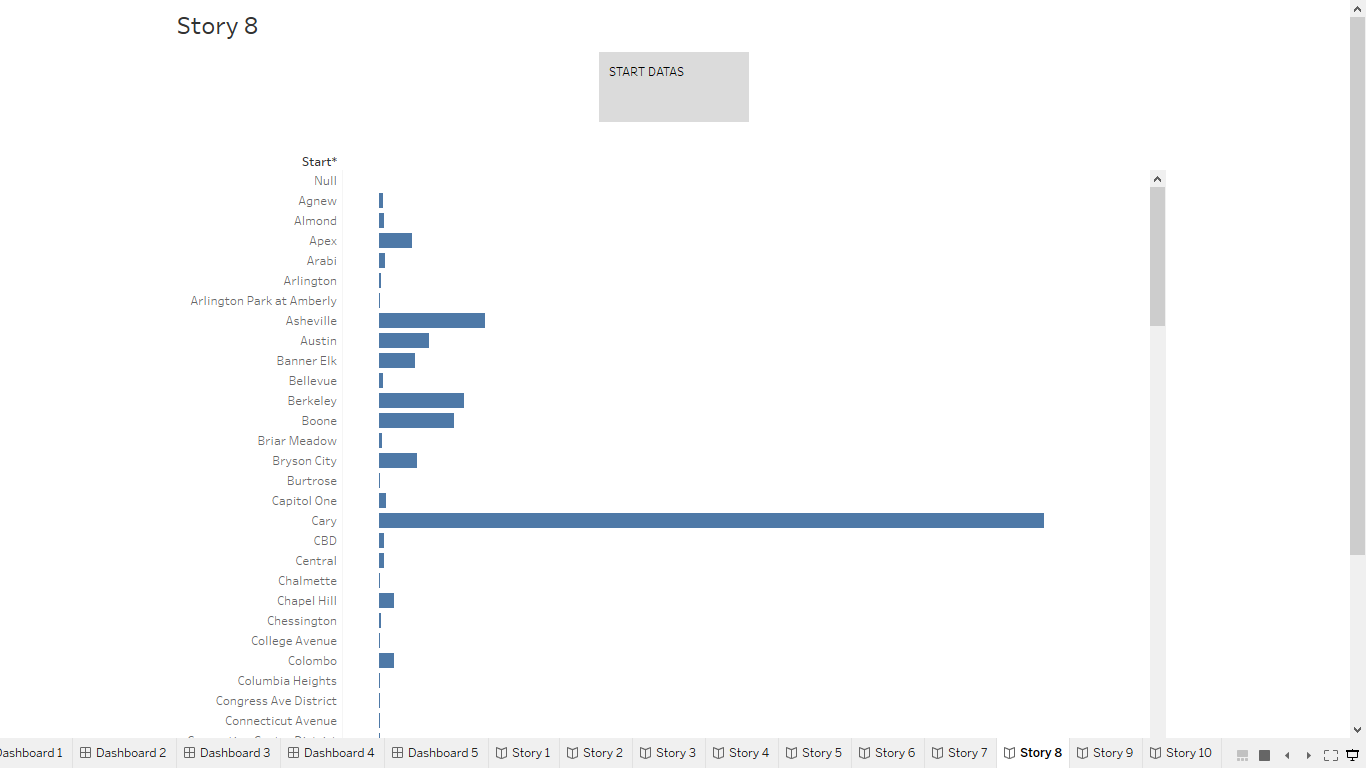 Story 8
START DATAS
Start*
Null
Agnew
Almond
Apex
Arabi
Arlington
Arlington Park at Amberly
Asheville
Austin
Banner Elk
Bellevue
Berkeley
Boone
Briar Meadow
Bryson City
Burtrose
Capitol One
Cary
CBD
Central
Chalmette
Chapel Hill
Chessington
College Avenue
Colombo
Columbia Heights
Congress Ave District
Connecticut Avenue
Dashboard 1 Dashboard 2 Dashboard 3 Dashboard 4 Dashboard 5 Story 1 Story 2 Story 3 Story 4 Story 5 Story 6 Story 7 Story 8 Story 9 Story 10